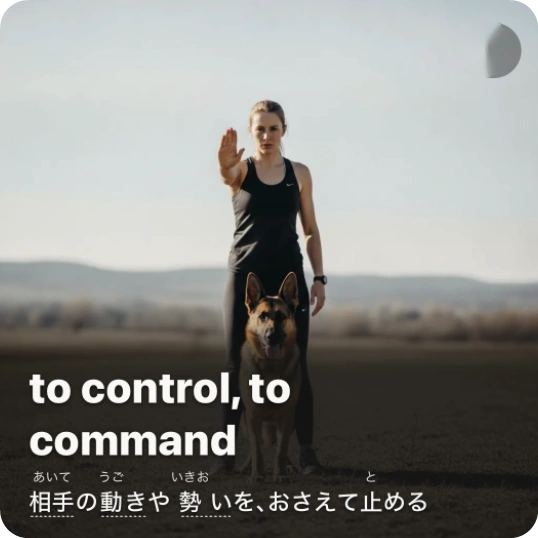 to control, to
command
あいて うご いきお と
相手の動きや 勢 いを、おさえて止める